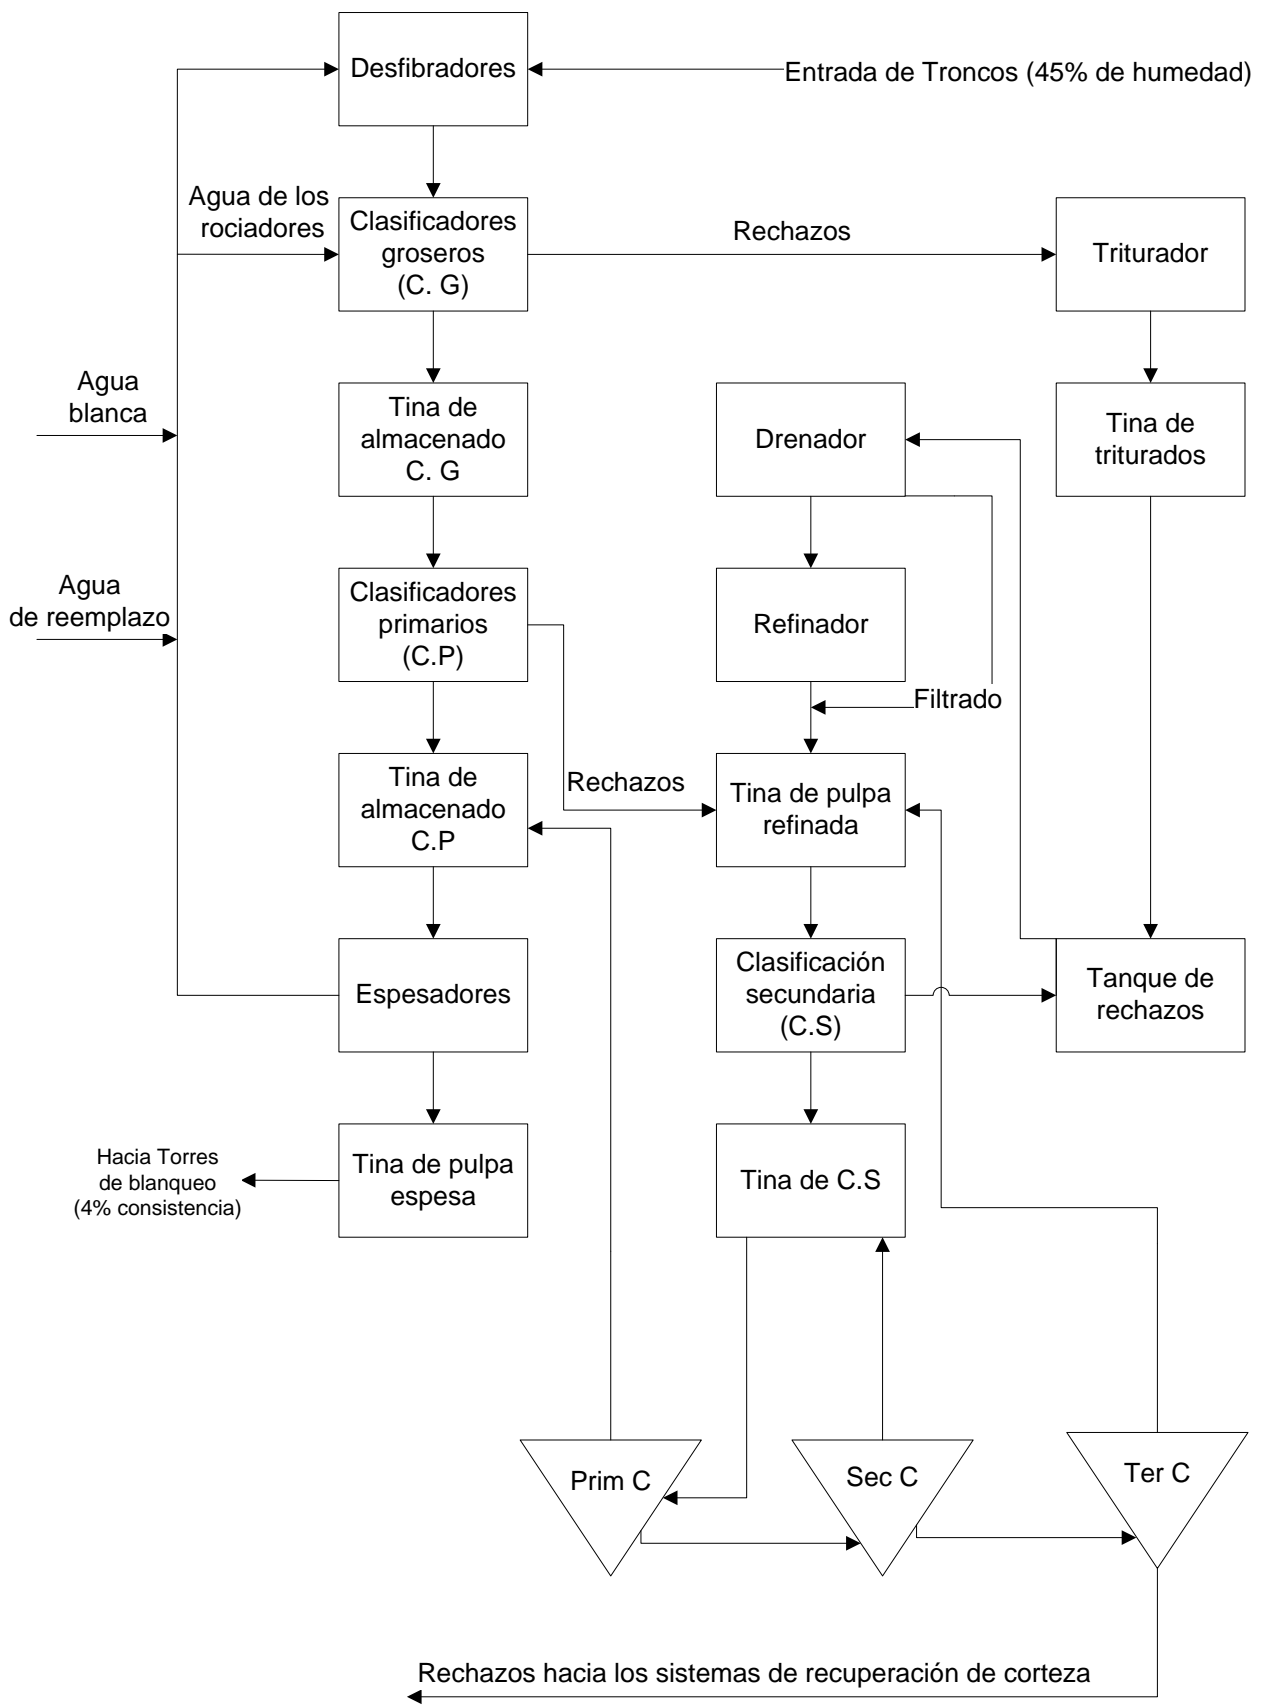 Desfibradores
Entrada de Troncos (45% de humedad)
Agua de los
rociadores
Clasificadores
groseros
(C. G)
Rechazos
Triturador
Agua
blanca
Tina de
almacenado
C. G
Drenador
Tina de
triturados
Agua
de reemplazo
Clasificadores
primarios
(C.P)
Refinador
Filtrado
Tina de
almacenado
C.P
Rechazos
Tina de pulpa
refinada
Espesadores
Clasificación
secundaria
(C.S)
Tanque de
rechazos
Hacia Torres
de blanqueo
(4% consistencia)
Tina de pulpa
espesa
Tina de C.S
Prim C
Sec C
Ter C
Rechazos hacia los sistemas de recuperación de corteza